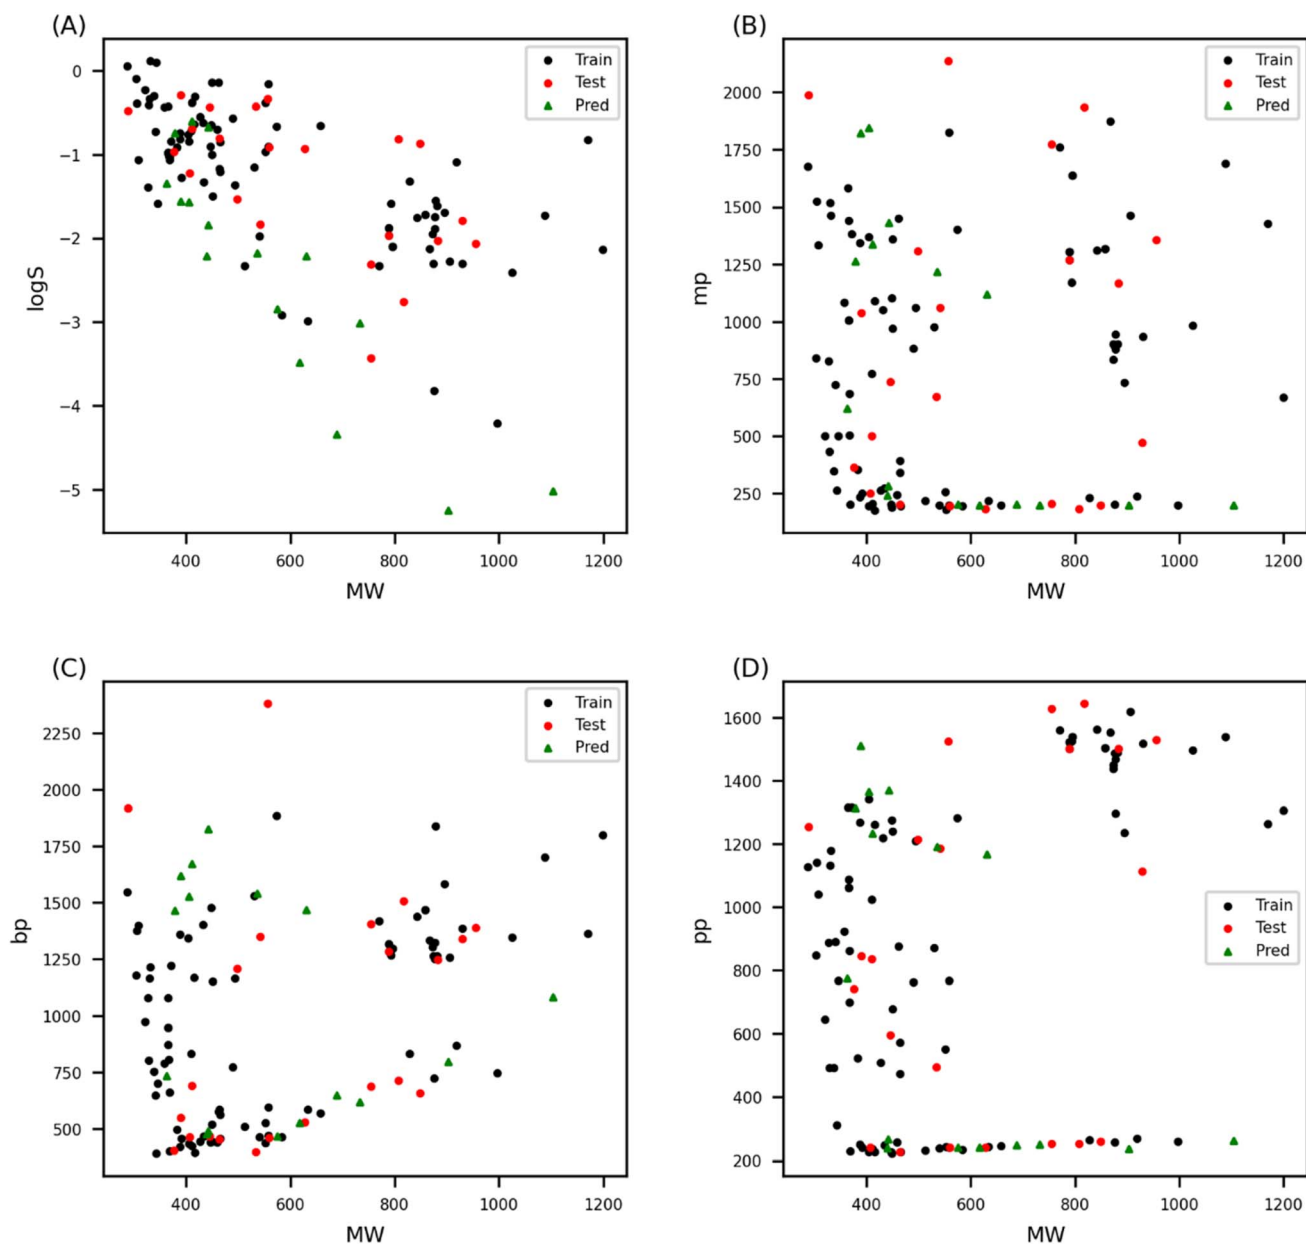 (A)
Train
Test
Pred
0
−1
−2
−3
−4
−5
logS
400 600 800 1000 1200
MW
(B)
Train
Test
Pred
2000
1750
1500
1250
1000
750
500
250
mp
400 600 800 1000 1200
MW
(C)
Train
Test
Pred
2250
2000
1750
1500
1250
1000
750
500
bp
400 600 800 1000 1200
MW
(D)
1600
1400
1200
1000
800
600
400
200
Train
Test
Pred
pp
400 600 800 1000 1200
MW